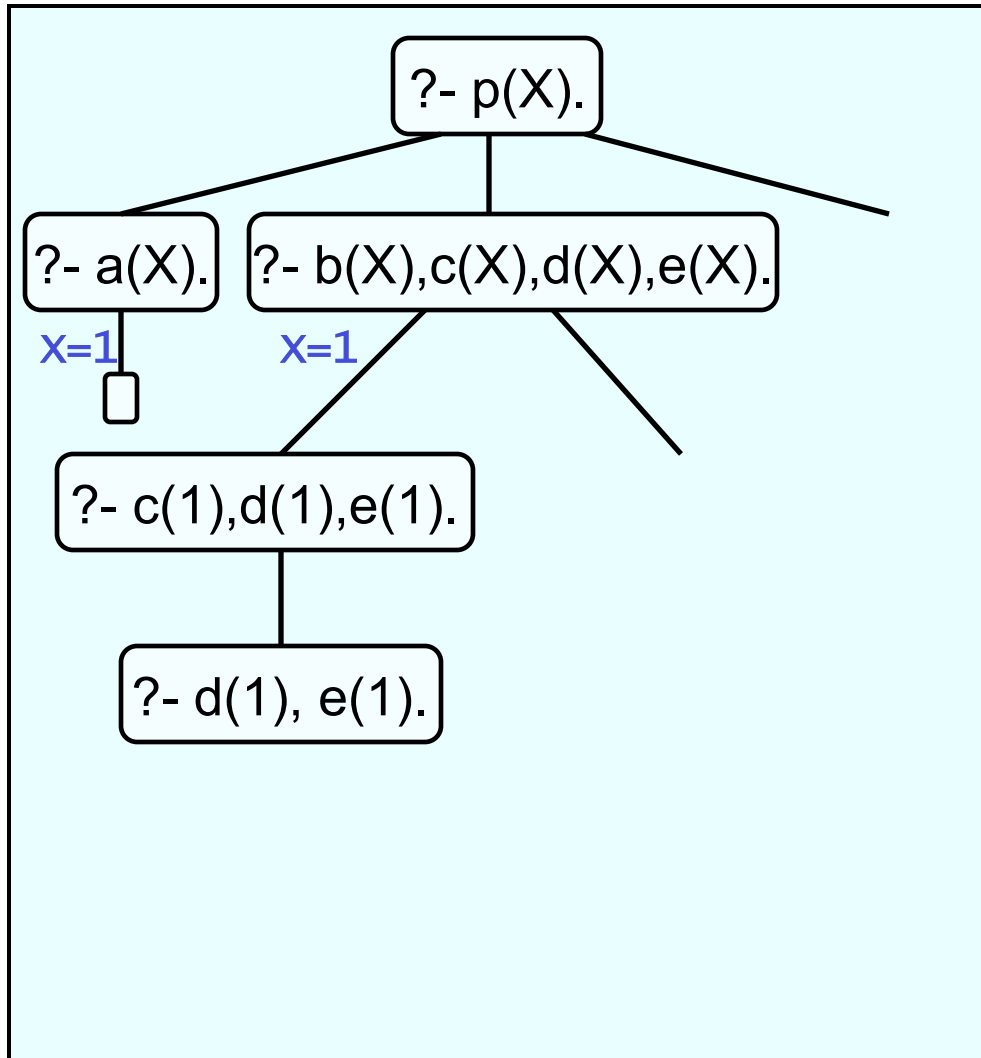 ?- p(X).
?- a(X).
?- b(X),c(X),d(X),e(X).
X=1
X=1
?- c(1),d(1),e(1).
?- d(1), e(1).